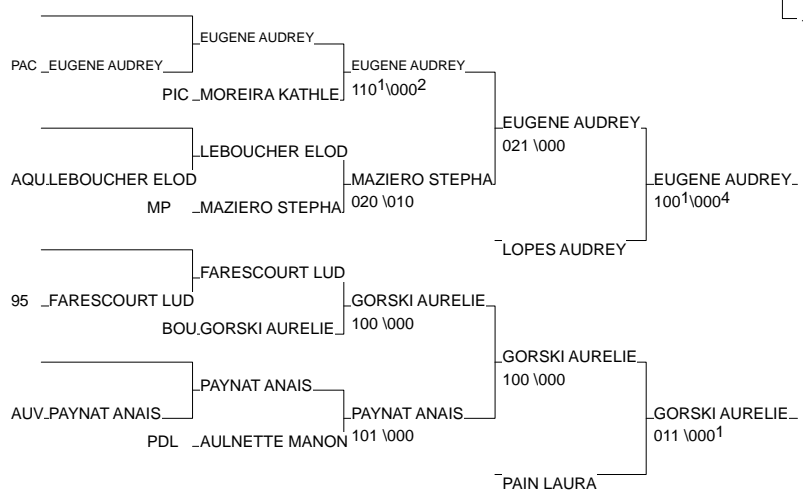 EUGENE AUDREY
PAC EUGENE AUDREY EUGENE AUDREY
PIC MOREIRA KATHLE 110¹\000²
EUGENE AUDREY
LEBOUCHER ELOD 021 \000
AQU. LEBOUCHER ELOD MAZIERO STEPHA EUGENE AUDREY
MP MAZIERO STEPHA 020 \010 100¹\000⁴
LOPES AUDREY
FARESCOURT LUD
95 FARESCOURT LUD GORSKI AURELIE
BOU GORSKI AURELIE 100 \000
GORSKI AURELIE
PAYNAT ANAIS 100 \000
AUV PAYNAT ANAIS PAYNAT ANAIS GORSKI AURELIE
PDL AULNETTE MANON 101 \000 011 \000¹
PAIN LAURA